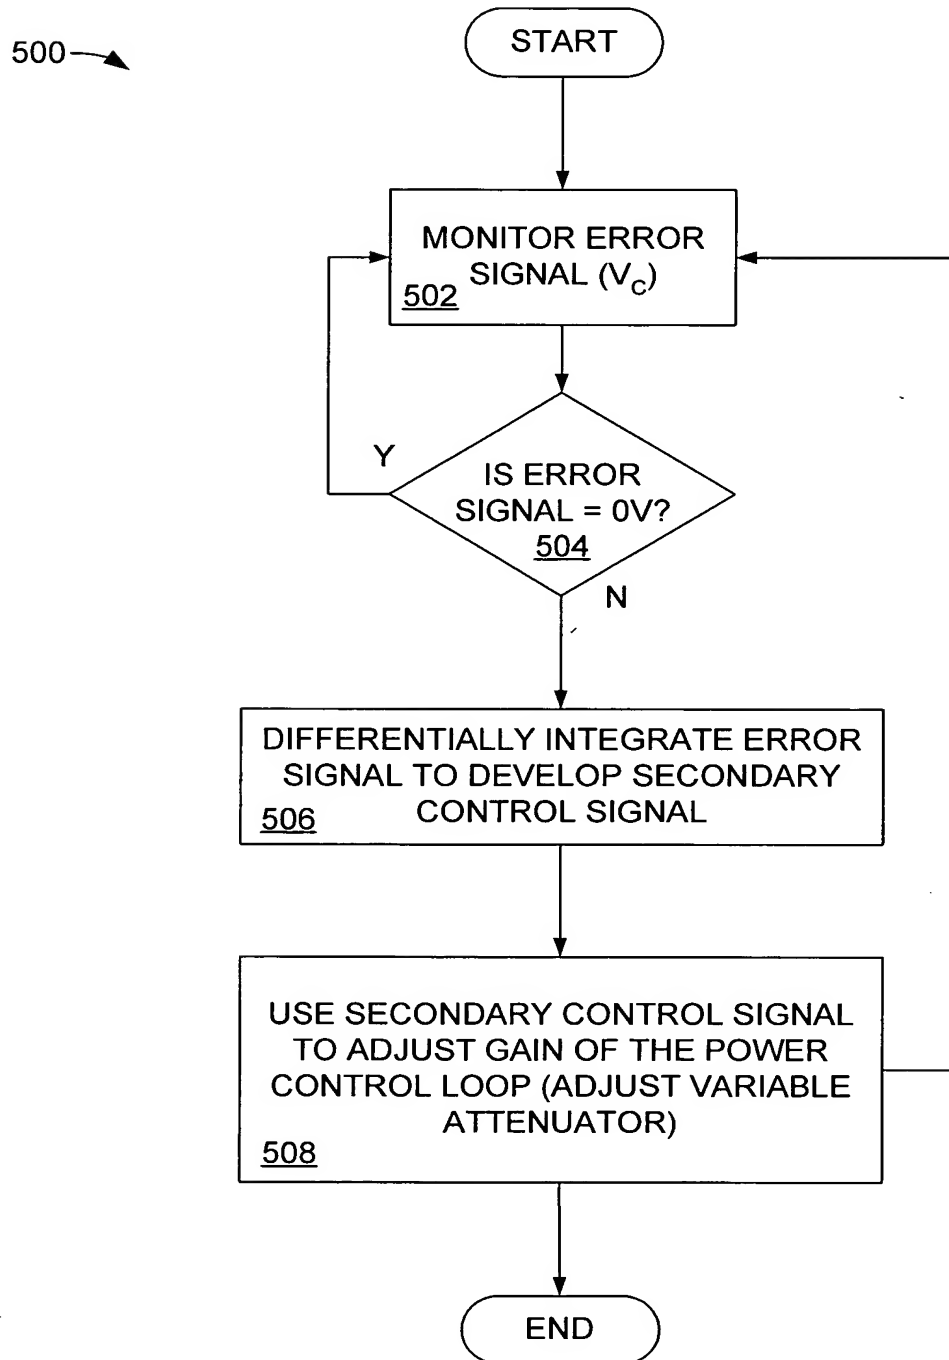 500
START
MONITOR ERROR
SIGNAL (VC)
502
Y
IS ERROR
SIGNAL = 0V?
504
N
DIFFERENTIALLY INTEGRATE ERROR
SIGNAL TO DEVELOP SECONDARY
CONTROL SIGNAL
506
USE SECONDARY CONTROL SIGNAL
TO ADJUST GAIN OF THE POWER
CONTROL LOOP (ADJUST VARIABLE
ATTENUATOR)
508
END